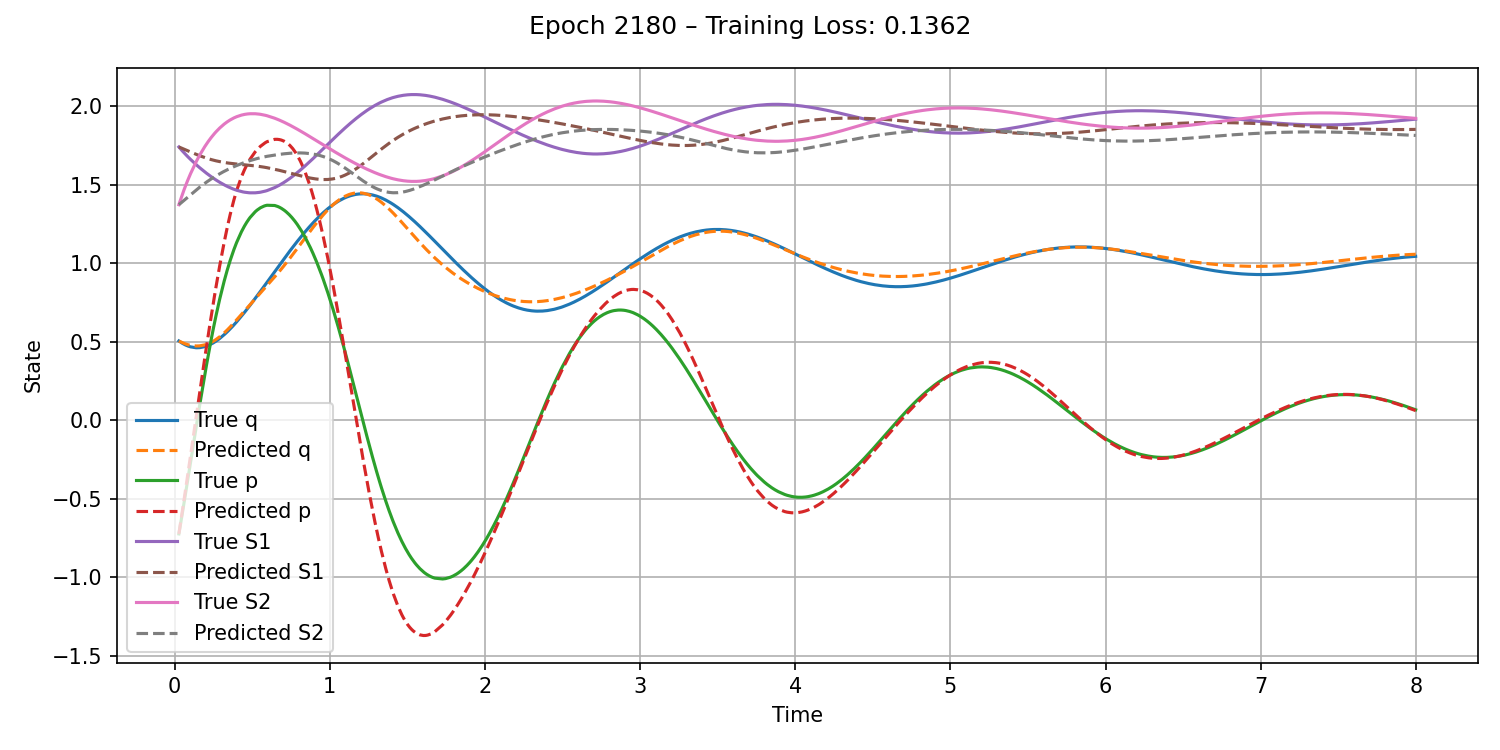 Epoch 2180 – Training Loss: 0.1362
2.0
1.5
1.0
0.5
0.0
−0.5
−1.0
−1.5
State
True q
Predicted q
True p
Predicted p
True S1
Predicted S1
True S2
Predicted S2
0 1 2 3 4 5 6 7 8
Time